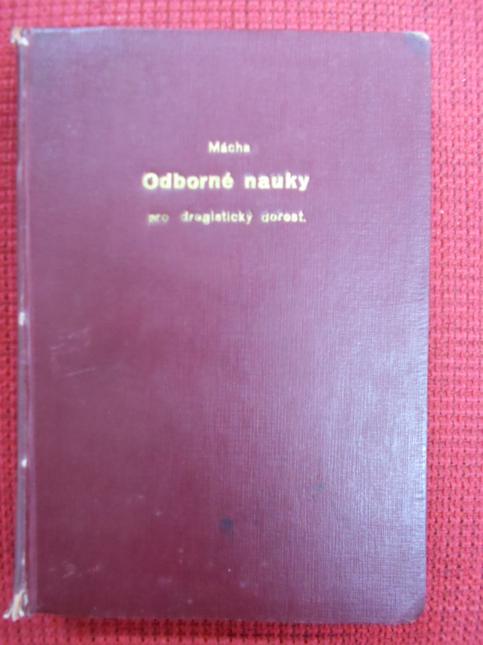 Mácha
Odborné nauky
pro drogistický dorost.